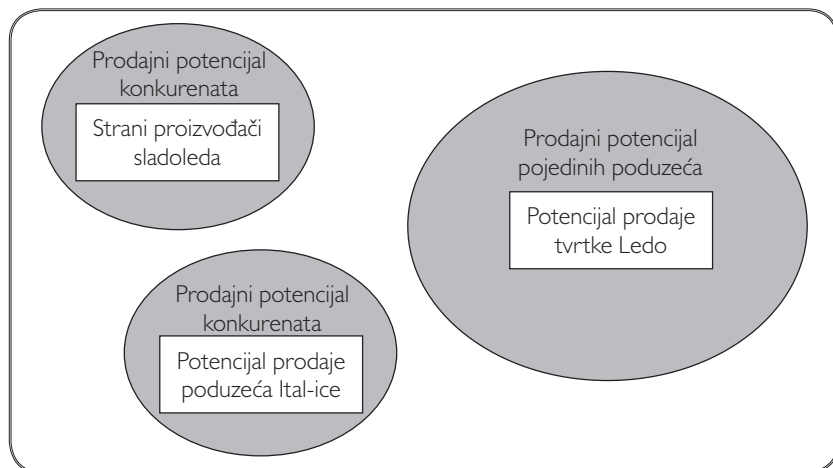 Prodajni potencijal
konkurenata
Strani proizvođači
sladoleda
Prodajni potencijal
pojedinih poduzeća
Potencijal prodaje
tvrtke Ledo
Prodajni potencijal
konkurenata
Potencijal prodaje
poduzeća Ital-ice